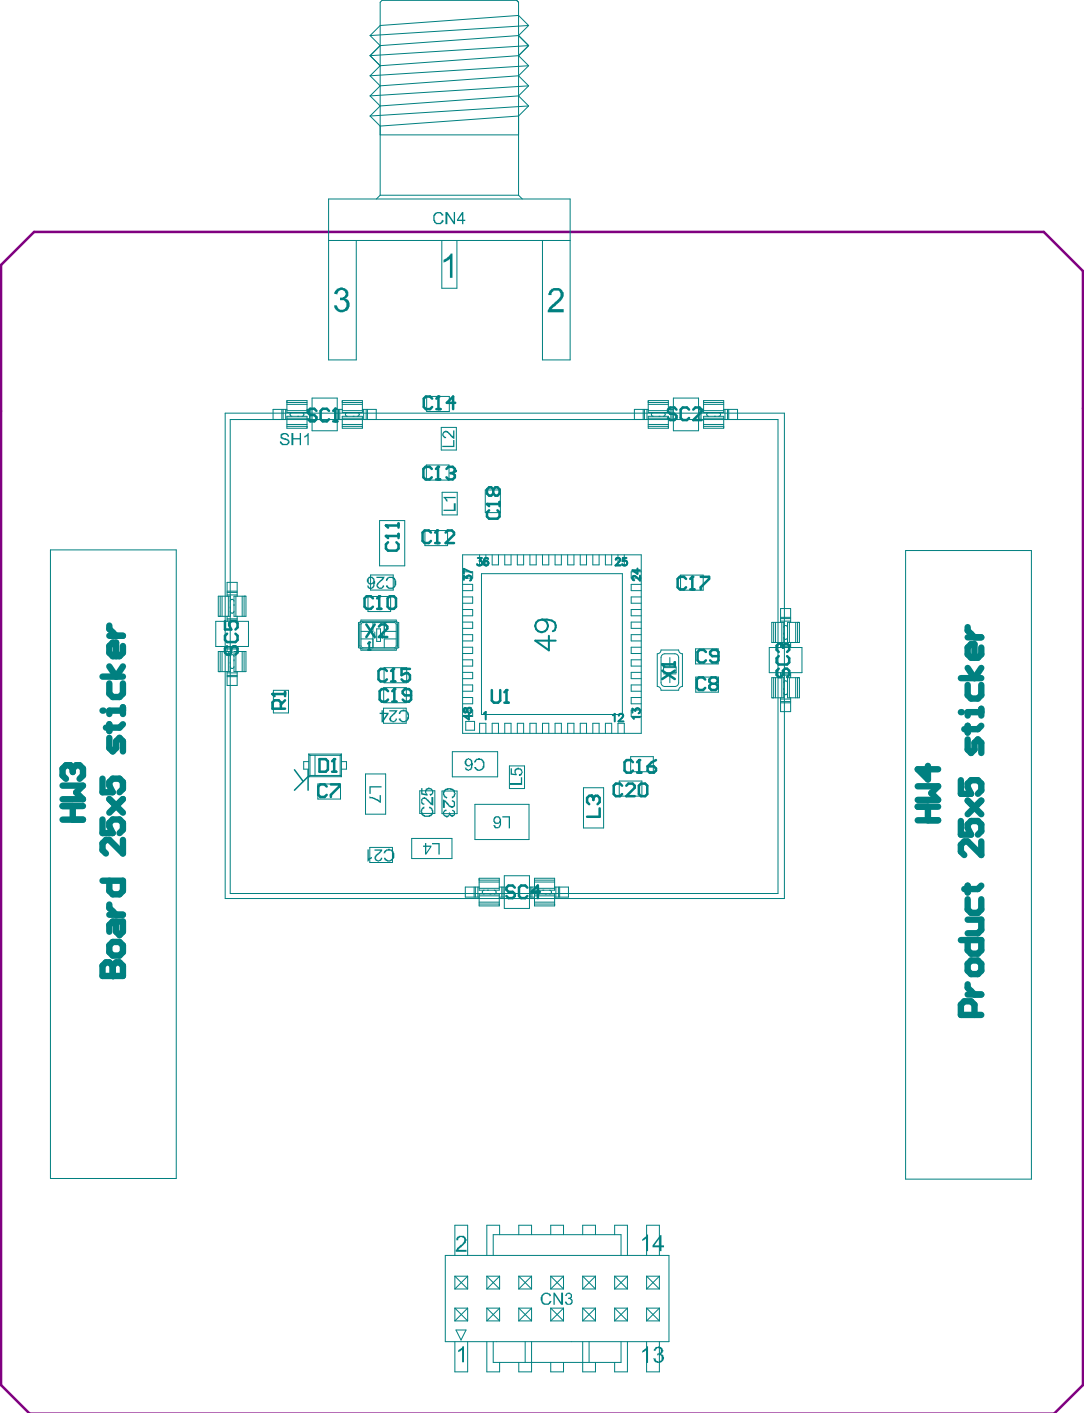 CN4
1
3
2
C14
SC1
SC2
SH1
L2
C13
L1
C18
C11
C12
36
25
37
24
C26
C17
C10
X2
1
49
SC5
C9
SC3
X1
C15
C8
R1
C19
U1
C24
48
1
12
13
D1
C6
L5
C16
C7
L7
C25
C23
C20
L3
L6
L4
C21
SC4
HW3
Board 25x5 sticker
HW4
Product 25x5 sticker
2
14
CN3
1
13